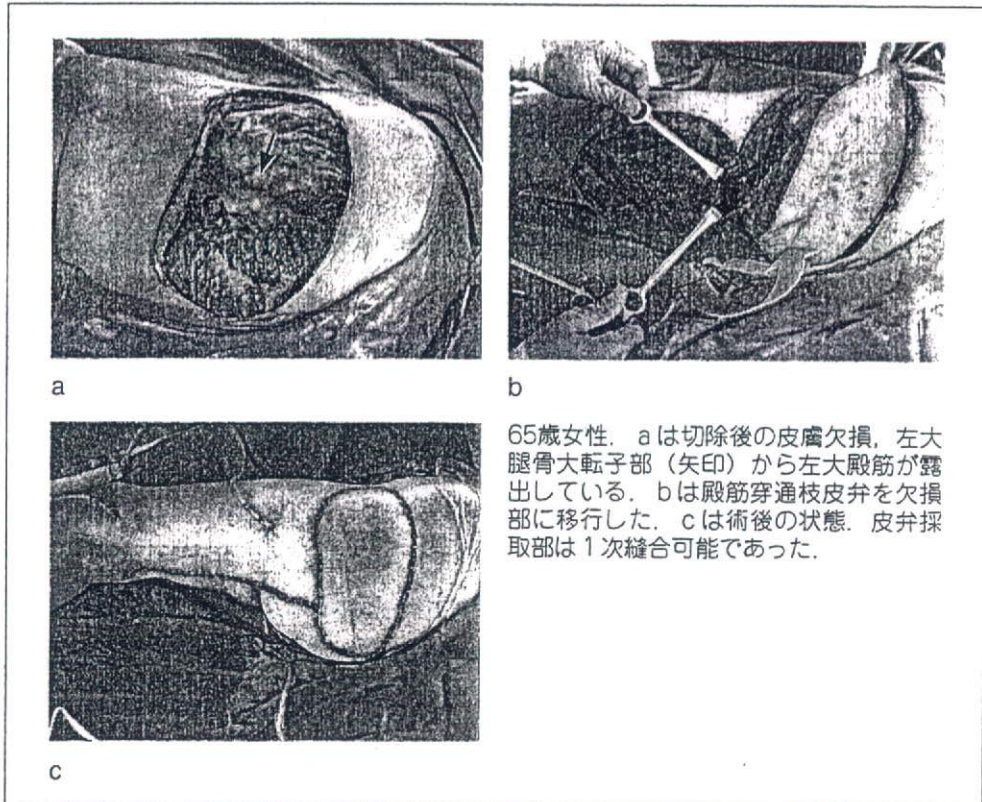 a
b
65歳女性．aは切除後の皮膚欠損，左大
腿骨大転子部（矢印）から左大殿筋が露
出している．bは殿筋穿通枝皮弁を欠損
部に移行した．cは術後の状態．皮弁採
取部は1次縫合可能であった．
c